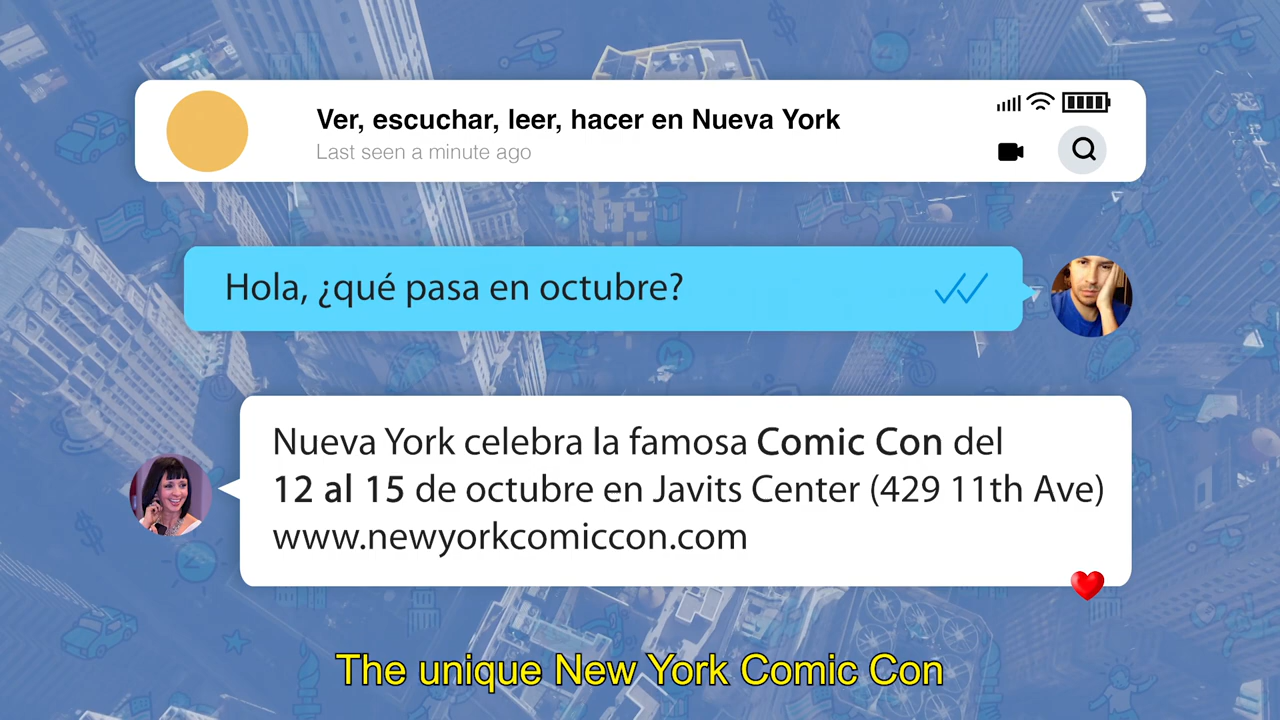 Ver, escuchar, leer, hacer en Nueva York
Last seen a minute ago
Hola, ¿qué pasa en octubre?
Nueva York celebra la famosa Comic Con del
12 al 15 de octubre en Javits Center (429 11th Ave)
www.newyorkcomiccon.com
The unique New York Comic Con